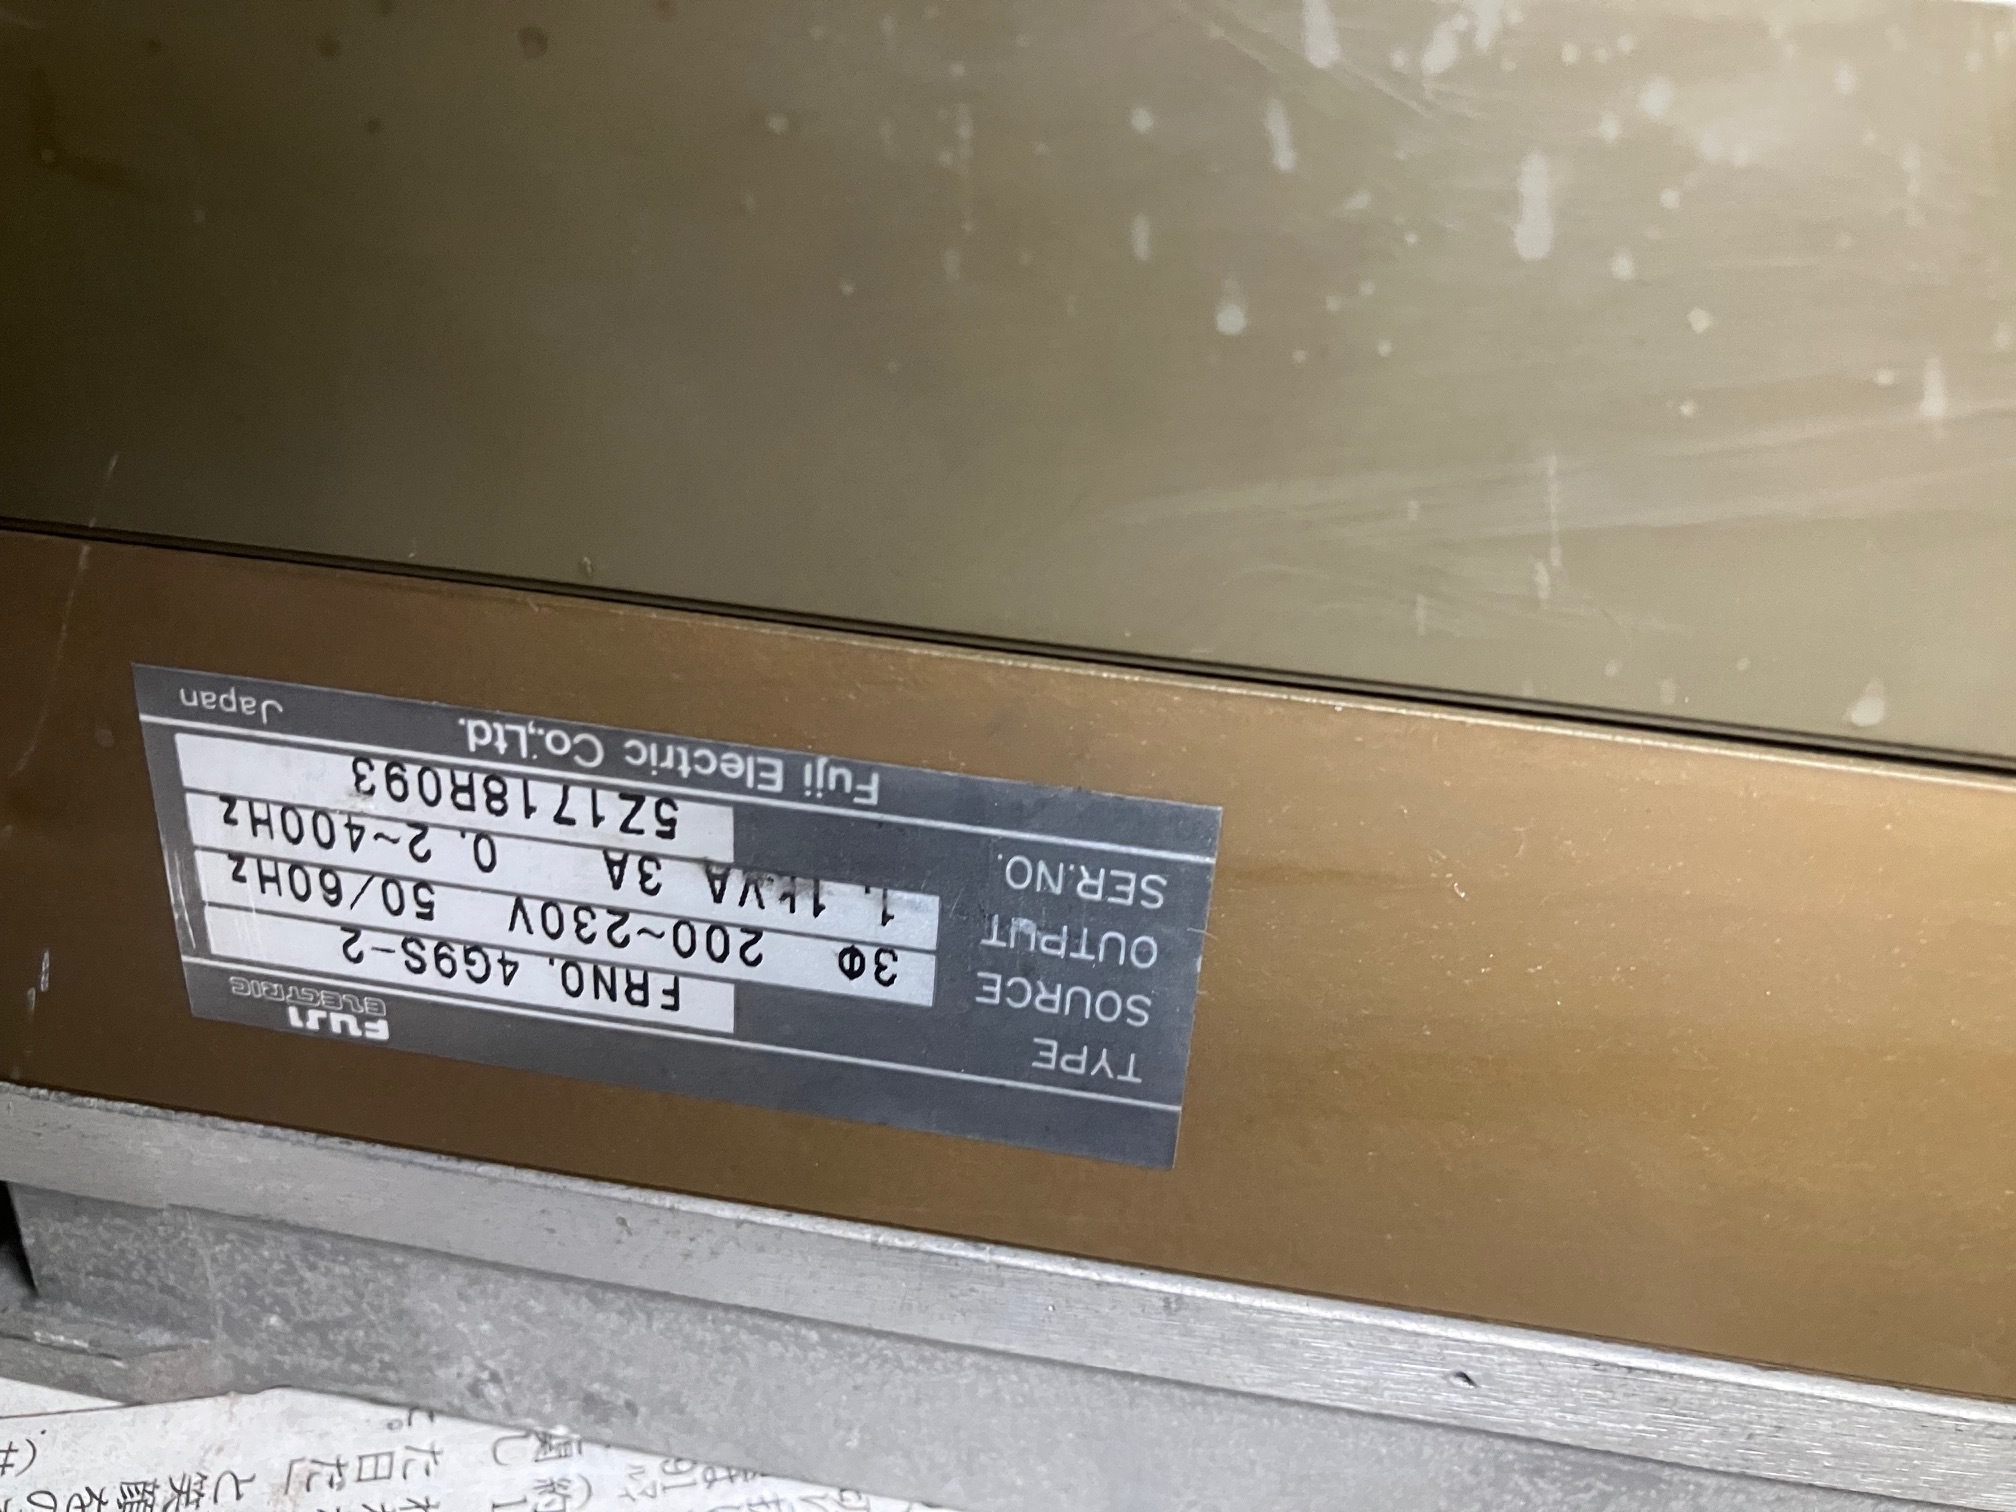 FUJI
ELECTRIC
TYPE FRN0. 4G9S-2
SOURCE 3Φ 200~230V 50/60Hz
OUTPUT 1. 1kVA 3A 0. 2~400Hz
SER.NO. 5Z1718R093
Fuji Electric Co.,Ltd. Japan